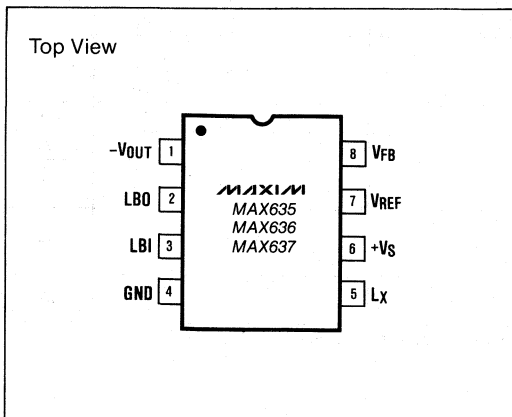 Top View
-VOUT 1
8 VFB
LBO 2
7 VREF
LBI 3
6 +VS
GND 4
5 LX
MAXIM
MAX635
MAX636
MAX637